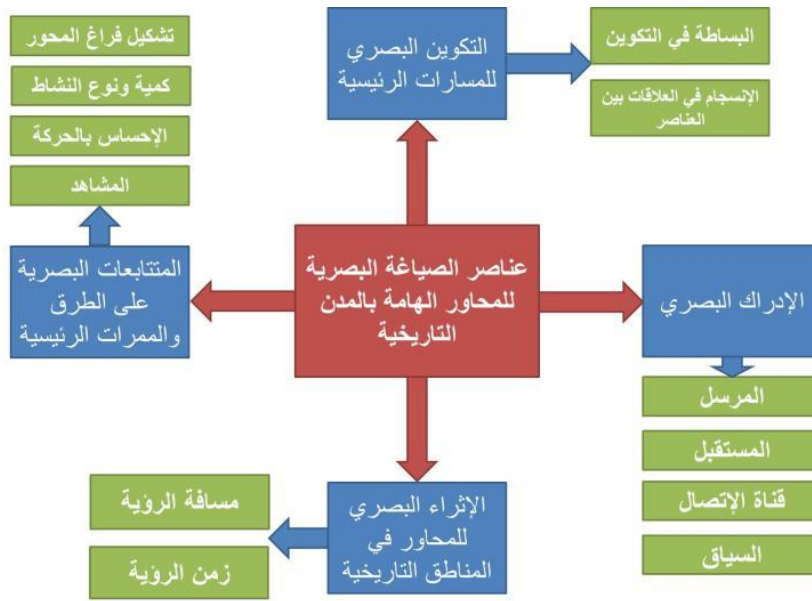 عناصر الصياغة البصرية
للمحاور الهامة بالمدن
التاريخية
التكوين البصري
للمسارات الرئيسية
البساطة في التكوين
الإنسجام في العلاقات بين
العناصر
الإدراك البصري
المرسل
المستقبل
قناة الإتصال
السياق
الإثراء البصري
للمحاور في
المناطق التاريخية
مسافة الرؤية
زمن الرؤية
المتتابعات البصرية
على الطرق
والممرات الرئيسية
تشكيل فراغ المحور
كمية ونوع النشاط
الإحساس بالحركة
المشاهد